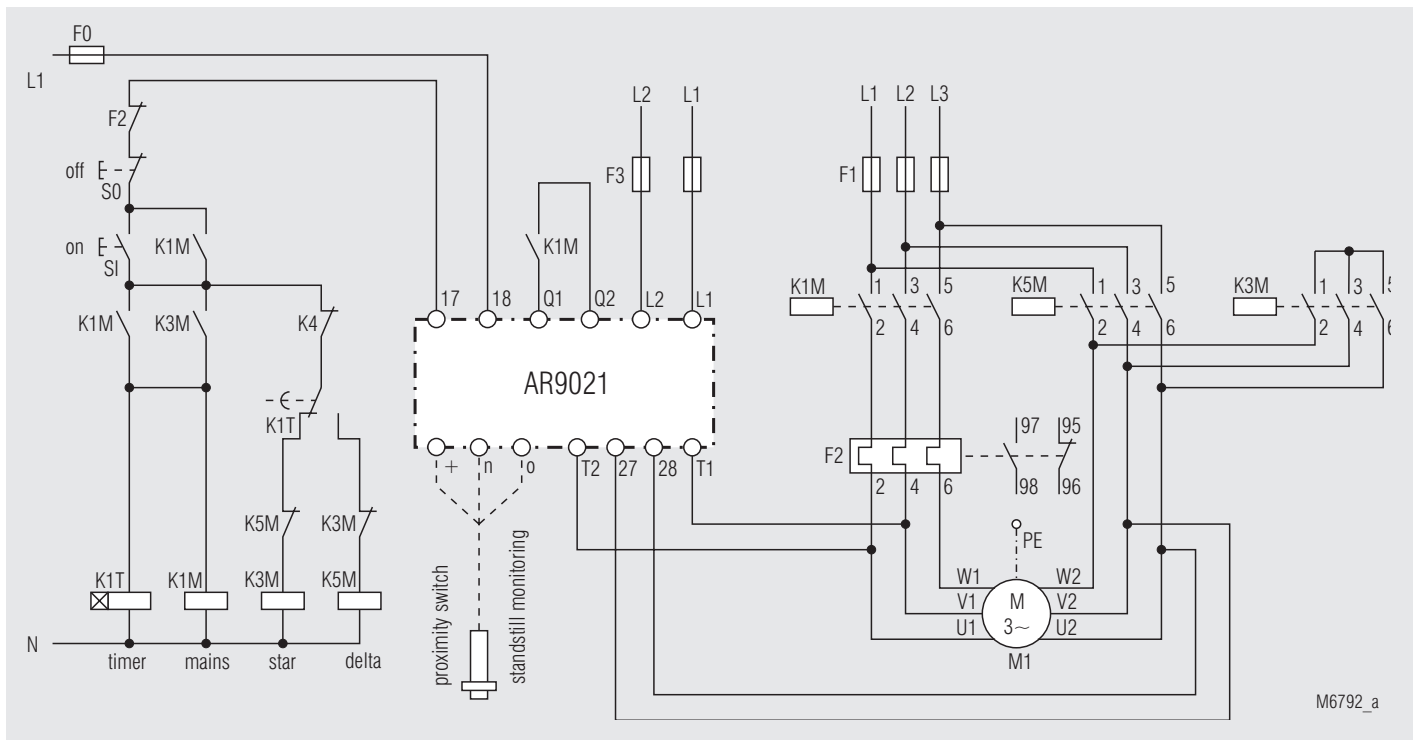 F0
L1
F2
off
S0
on
SI
K1M
K1M
K3M
K4
K1T
K5M
K3M
K1T
K1M
K3M
K5M
N
timer
mains
star
delta
L2
L1
F3
K1M
17
18
Q1
Q2
L2
L1
AR9021
+
n
o
T2
27
28
T1
proximity switch
standstill monitoring
L1
L2
L3
F1
K1M
1
3
5
2
4
6
K5M
1
3
5
2
4
6
K3M
1
3
2
4
F2
2
4
6
97
95
98
96
PE
W1
V1
U1
M
3~
W2
V2
U2
M1
M6792_a